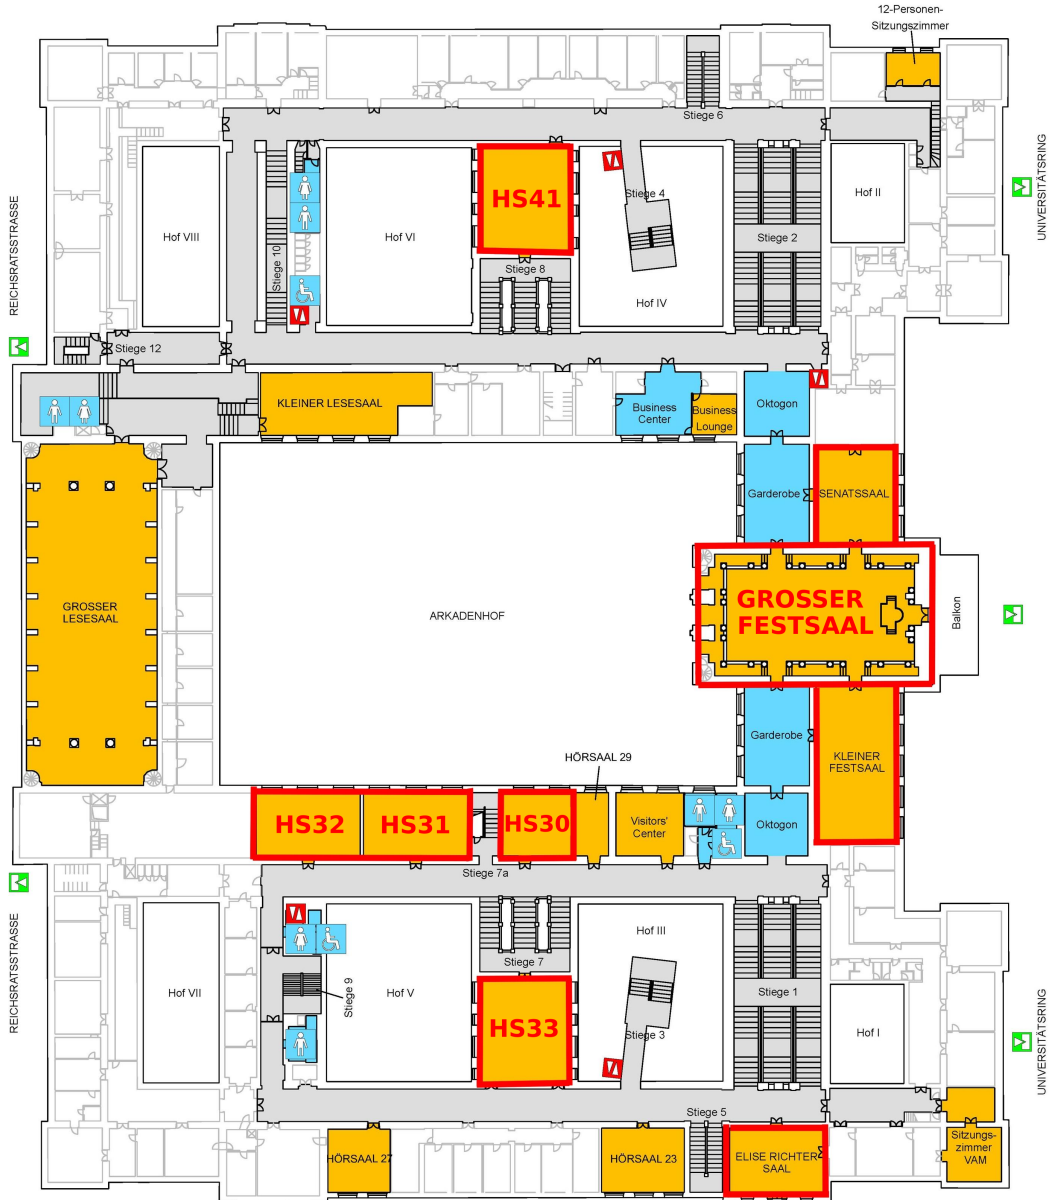 12-Personen-
Sitzungszimmer
Stiege 6
UNIVERSITÄTSRING
REICHSRATSSTRASSE
HS41
Stiege 4
Hof II
Hof VIII
Hof VI
Stiege 2
Stiege 10
Stiege 8
Hof IV
Stiege 12
KLEINER LESESAAL
Business
Center
Business
Lounge
Oktogon
Garderobe
SENATSSAAL
GROSSER
LESESAAL
ARKADENHOF
GROSSER
FESTSAAL
Balkon
Garderobe
KLEINER
FESTSAAL
HÖRSAAL 29
HS32
HS31
HS30
Visitors'
Center
Oktogon
Stiege 7a
REICHSRATSSTRASSE
Hof III
Stiege 7
Stiege 9
Hof VII
Hof V
Stiege 1
HS33
Stiege 3
Hof I
UNIVERSITÄTSRING
Stiege 5
HÖRSAAL 27
HÖRSAAL 23
ELISE RICHTER
SAAL
Sitzungs-
zimmer
VAM